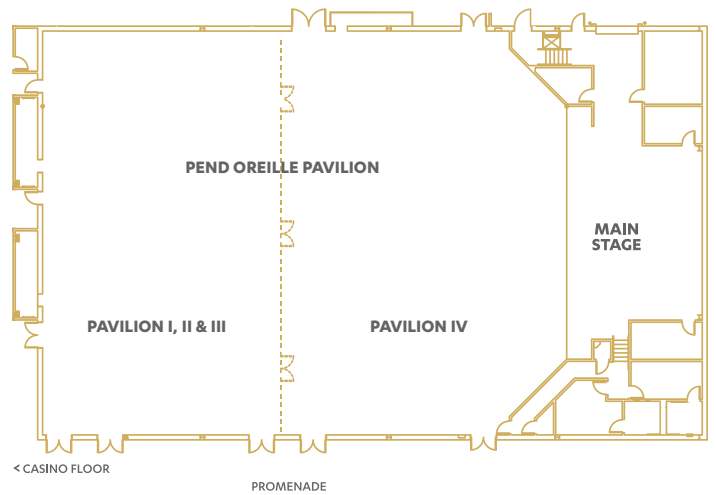 PEND OREILLE PAVILION
MAIN
STAGE
PAVILION I, II & III
PAVILION IV
< CASINO FLOOR
PROMENADE